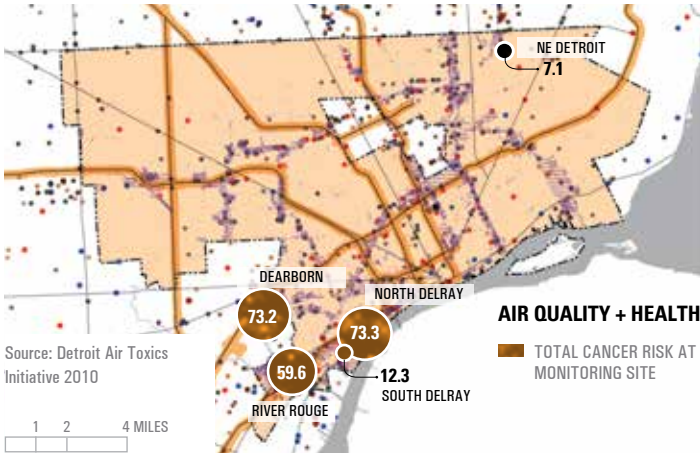 NE DETROIT
7.1
DEARBORN
73.2
NORTH DELRAY
73.3
59.6
RIVER ROUGE
12.3
SOUTH DELRAY
AIR QUALITY + HEALTH
TOTAL CANCER RISK AT
MONITORING SITE
Source: Detroit Air Toxics
Initiative 2010
1 2 4 MILES